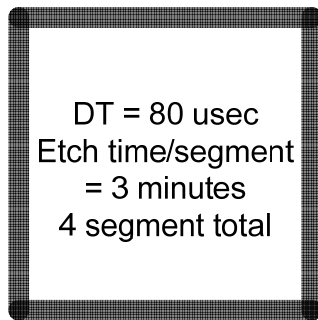 DT = 80 usec
Etch time/segment
= 3 minutes
4 segment total